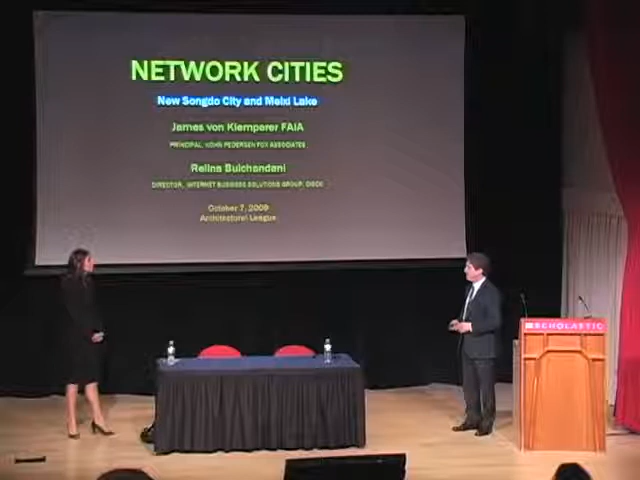 NETWORK CITIES
New Songdo City and Meixi Lake
James von Klemperer FAIA
PRINCIPAL, KOHN PEDERSEN FOX ASSOCIATES
Relina Bulchandani
DIRECTOR, INTERNET BUSINESS SOLUTIONS GROUP, CISCO
October 7, 2009
Architectural League
SCHOLASTIC